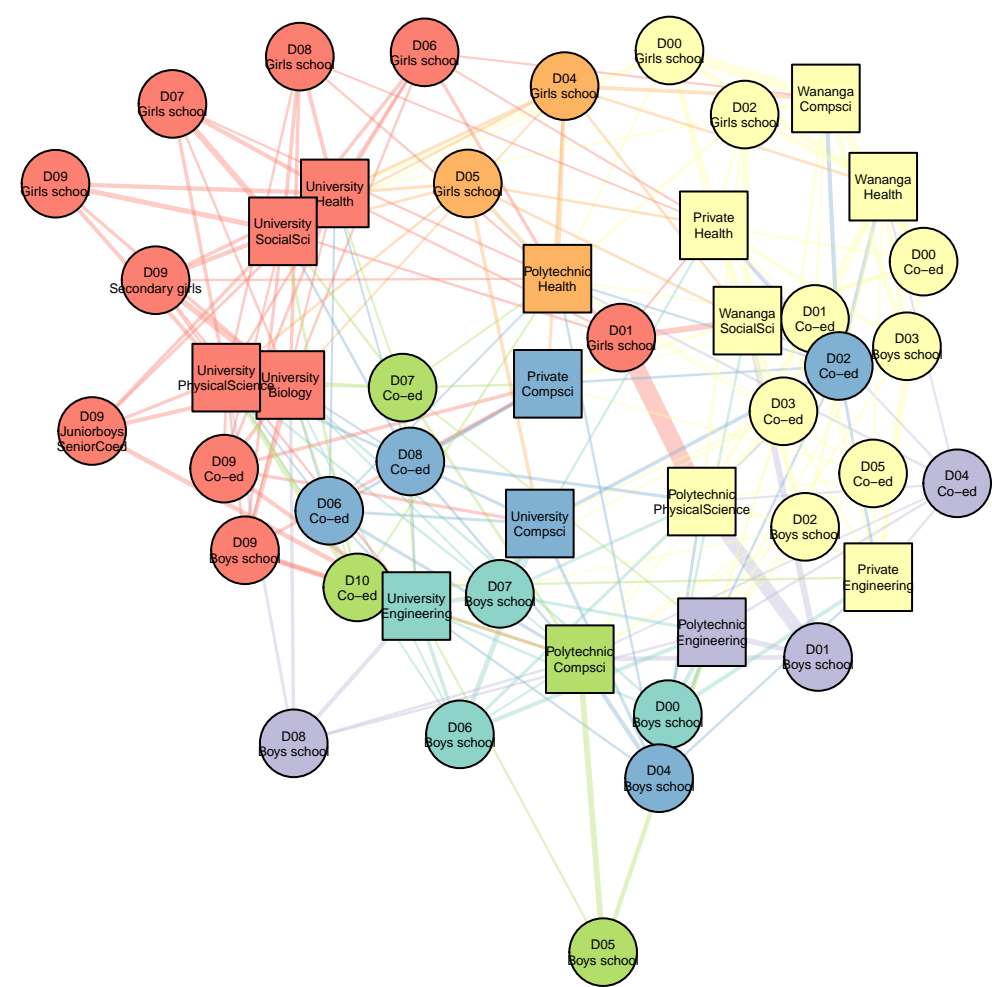 D00
Girls school
D06
Girls school
D08
Girls school
D04
Girls school
Wananga
Compsci
D07
Girls school
D02
Girls school
D09
Girls school
D05
Girls school
University
Health
Wananga
Health
University
SocialSci
Private
Health
D00
Co−ed
D09
Secondary girls
Polytechnic
Health
D01
Girls school
Wananga
SocialSci
D01
Co−ed
D03
Boys school
D02
Co−ed
University
PhysicalScience
University
Biology
D07
Co−ed
Private
Compsci
D03
Co−ed
D09
Juniorboys
SeniorCoed
D09
Co−ed
D08
Co−ed
D05
Co−ed
D04
Co−ed
D06
Co−ed
University
Compsci
Polytechnic
PhysicalScience
D02
Boys school
D09
Boys school
D10
Co−ed
University
Engineering
D07
Boys school
Private
Engineering
Polytechnic
Compsci
Polytechnic
Engineering
D01
Boys school
D08
Boys school
D06
Boys school
D00
Boys school
D04
Boys school
D05
Boys school